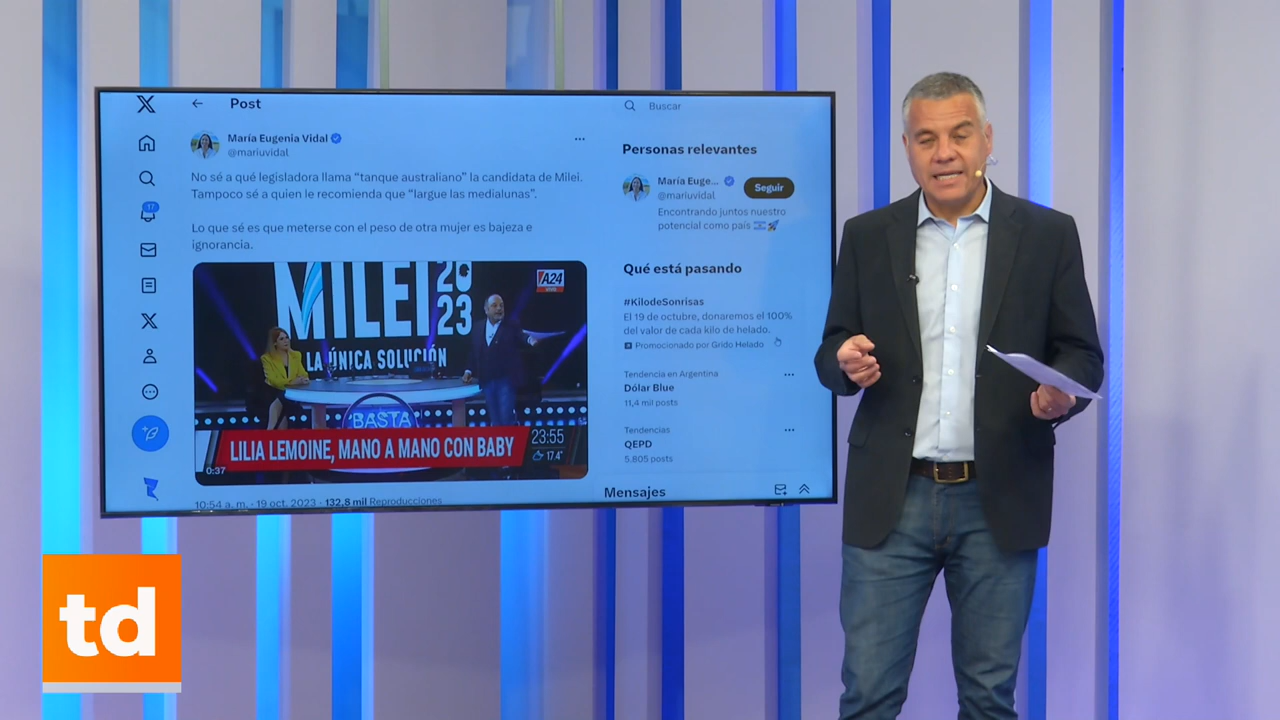 Post
Buscar
María Eugenia Vidal
@mariuvidal
No sé a qué legisladora llama “tanque australiano” la candidata de Milei.
Tampoco sé a quien le recomienda que “largue las medialunas”.
Lo que sé es que meterse con el peso de otra mujer es bajeza e
ignorancia.
MILEI 2023
LA ÚNICA SOLUCIÓN
A24
VIVO
BASTA
LILIA LEMOINE, MANO A MANO CON BABY
23:55
17.4°
0:37
10:54 a. m. · 19 oct. 2023 · 132,8 mil Reproducciones
17
Personas relevantes
María Euge...
@mariuvidal
Seguir
Encontrando juntos nuestro
potencial como país
Qué está pasando
#KilodeSonrisas
El 19 de octubre, donaremos el 100%
del valor de cada kilo de helado.
Promocionado por Grido Helado
Tendencia en Argentina
Dólar Blue
11,4 mil posts
Tendencias
QEPD
5.805 posts
Mensajes
td